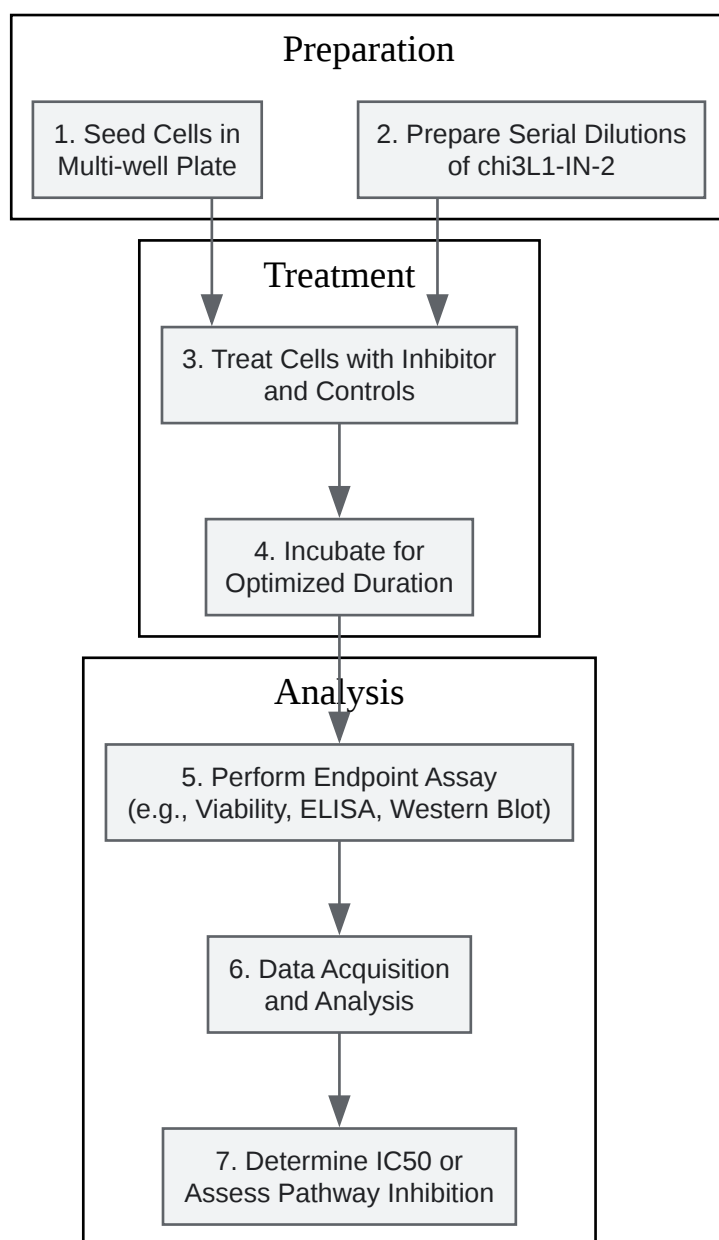 Preparation
1. Seed Cells in
Multi-well Plate
2. Prepare Serial Dilutions
of chi3L1-IN-2
Treatment
3. Treat Cells with Inhibitor
and Controls
4. Incubate for
Optimized Duration
Analysis
5. Perform Endpoint Assay
(e.g., Viability, ELISA, Western Blot)
6. Data Acquisition
and Analysis
7. Determine IC50 or
Assess Pathway Inhibition